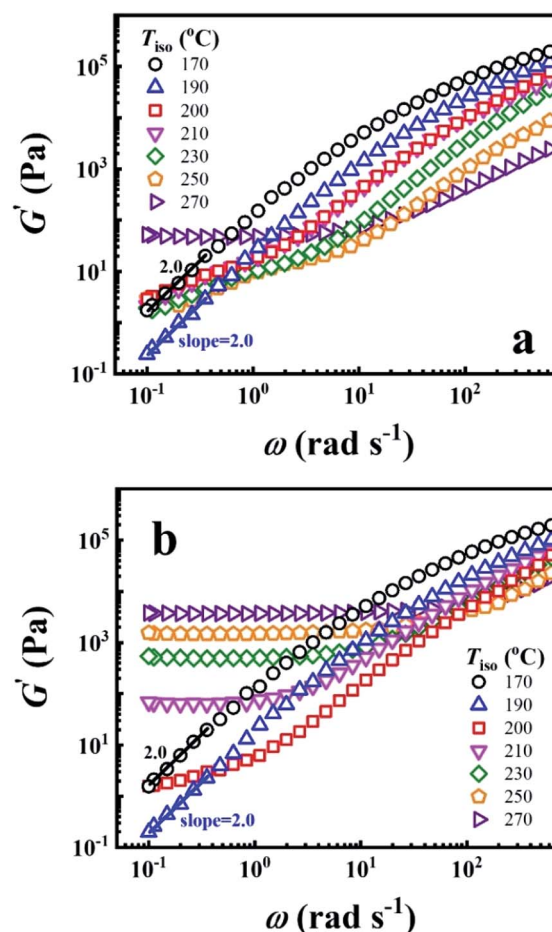 T_iso (°C)
170
190
200
210
230
250
270
10^5
10^3
10^1
10^-1
G' (Pa)
2.0
slope=2.0
a
10^-1 10^0 10^1 10^2
ω (rad s^-1)
b
10^5
10^3
10^1
10^-1
G' (Pa)
T_iso (°C)
170
190
200
210
230
250
270
2.0
slope=2.0
10^-1 10^0 10^1 10^2
ω (rad s^-1)